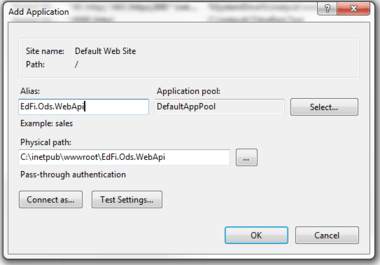 Add Application
Site name: Default Web Site
Path: /
Alias: Application pool:
EdFi.Ods.WebApi DefaultAppPool Select...
Example: sales
Physical path:
C:\inetpub\wwwroot\EdFi.Ods.WebApi ...
Pass-through authentication
Connect as... Test Settings...
OK Cancel